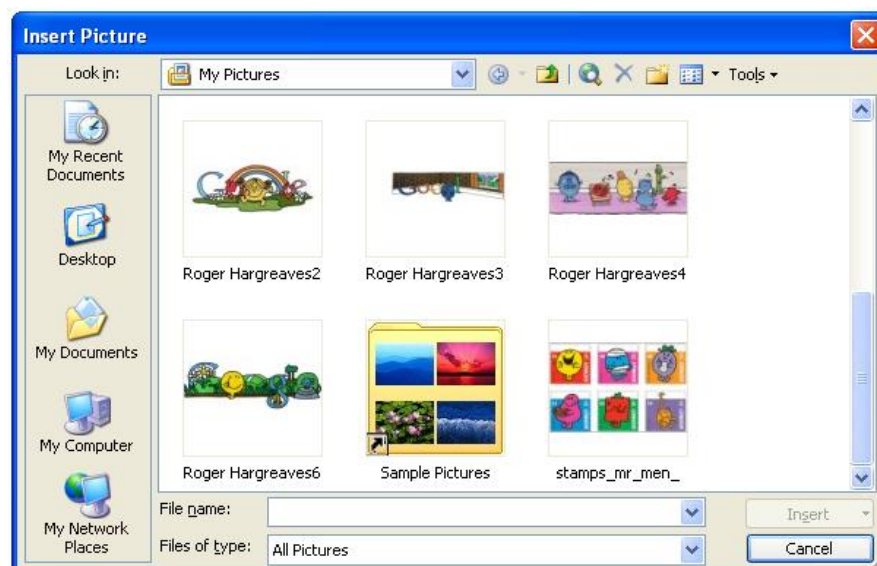 Insert Picture
Look in:
My Pictures
Tools
My Recent
Documents
Desktop
My Documents
My Computer
My Network
Places
Roger Hargreaves2
Roger Hargreaves3
Roger Hargreaves4
Roger Hargreaves6
Sample Pictures
stamps_mr_men_
File name:
Insert
Files of type:
All Pictures
Cancel